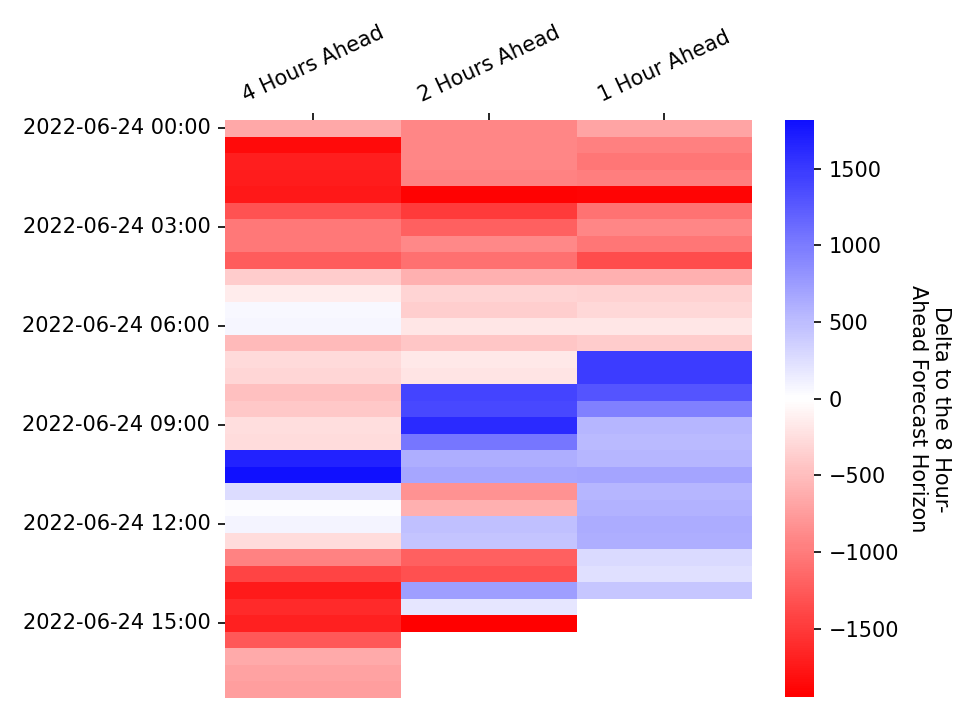 4 Hours Ahead
2 Hours Ahead
1 Hour Ahead
2022-06-24 00:00
2022-06-24 03:00
2022-06-24 06:00
2022-06-24 09:00
2022-06-24 12:00
2022-06-24 15:00
1500
1000
500
0
−500
−1000
−1500
Delta to the 8 Hour-
Ahead Forecast Horizon